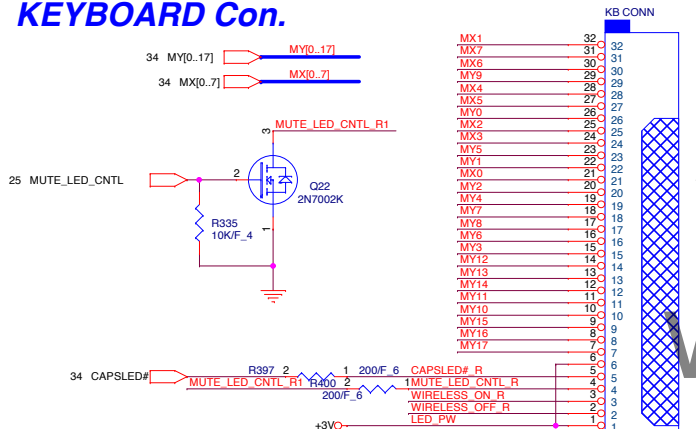 KEYBOARD Con.
KB CONN
34 MY[0..17] MY[0..17]
34 MX[0..7] MX[0..7]
MX1 32 32
MX7 31 31
MX6 30 30
MY9 29 29
MX4 28 28
MX5 27 27
MY0 26 26
MX2 25 25
MX3 24 24
MY5 23 23
MY1 22 22
MX0 21 21
MY2 20 20
MY4 19 19
MY7 18 18
MY8 17 17
MY6 16 16
MY3 15 15
MY12 14 14
MY13 13 13
MY14 12 12
MY11 11 11
MY10 10 10
MY15 9 9
MY16 8 8
MY17 7 7
6 6
MUTE_LED_CNTL_R1
3
25 MUTE_LED_CNTL
2
Q22
2N7002K
1
R335
10K/F_4
34 CAPSLED# R397 2 1 200/F_6 CAPSLED#_R 5 5
MUTE_LED_CNTL_R1 R400 2 1 MUTE_LED_CNTL_R 4 4
200/F_6
WIRELESS_ON_R 3 3
WIRELESS_OFF_R 2 2
+3V LED_PW 1 1